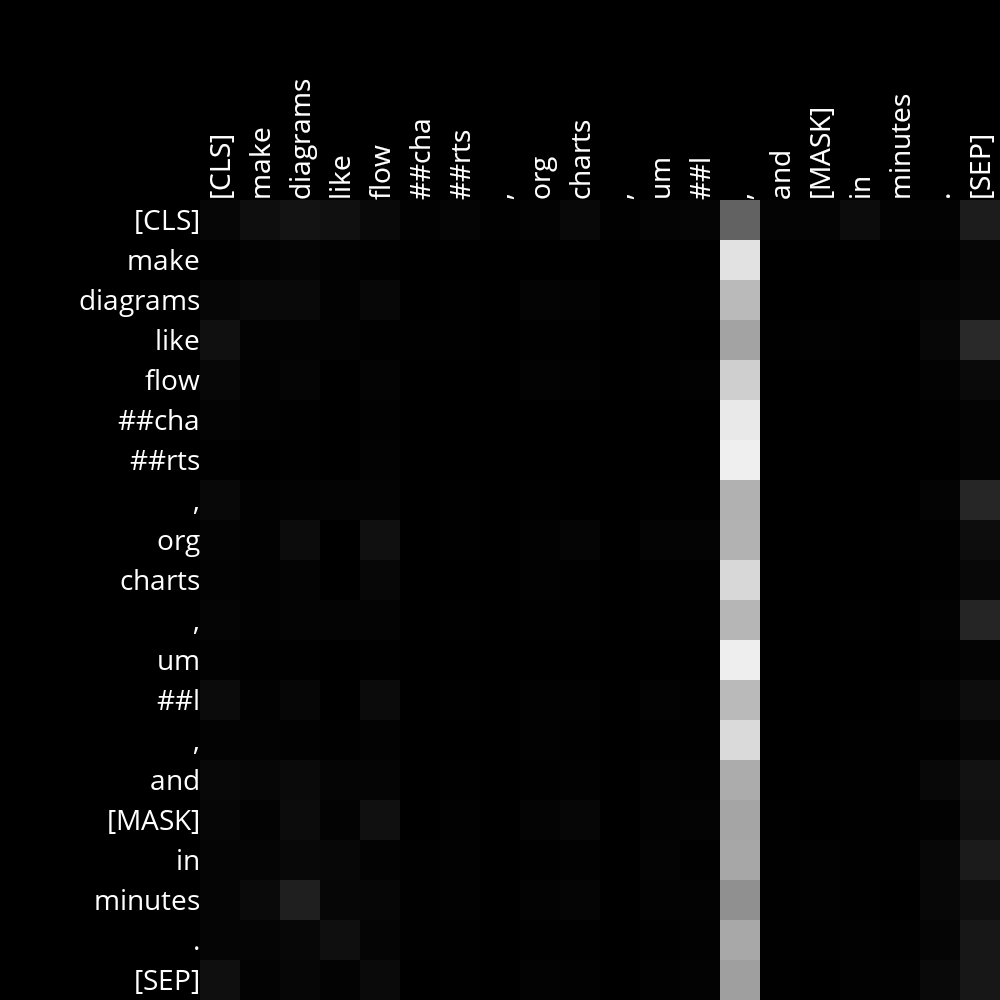 [CLS] make diagrams like flow ##cha ##rts , org charts , um ##l , and [MASK] in minutes . [SEP]
[CLS]
make
diagrams
like
flow
##cha
##rts
,
org
charts
,
um
##l
,
and
[MASK]
in
minutes
.
[SEP]